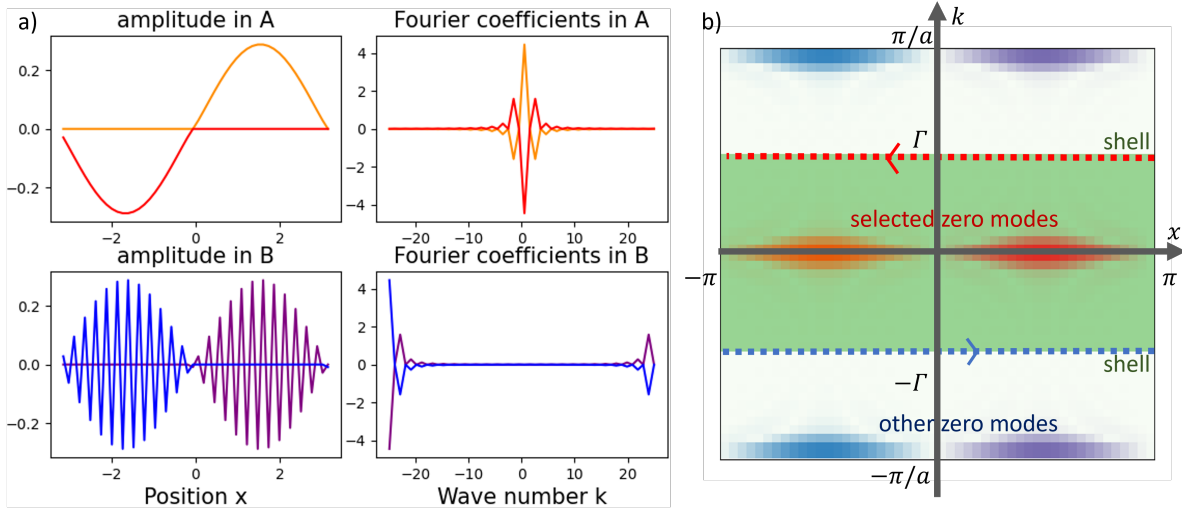 a)
amplitude in A
0.2
0.0
−0.2
−2
0
2
Fourier coefficients in A
4
2
0
−2
−4
−20
−10
0
10
20
amplitude in B
0.2
0.0
−0.2
−2
0
2
Position x
Fourier coefficients in B
4
2
0
−2
−4
−20
−10
0
10
20
Wave number k
b)
k
π/a
Γ
shell
selected zero modes
x
−π
π
shell
−Γ
other zero modes
−π/a